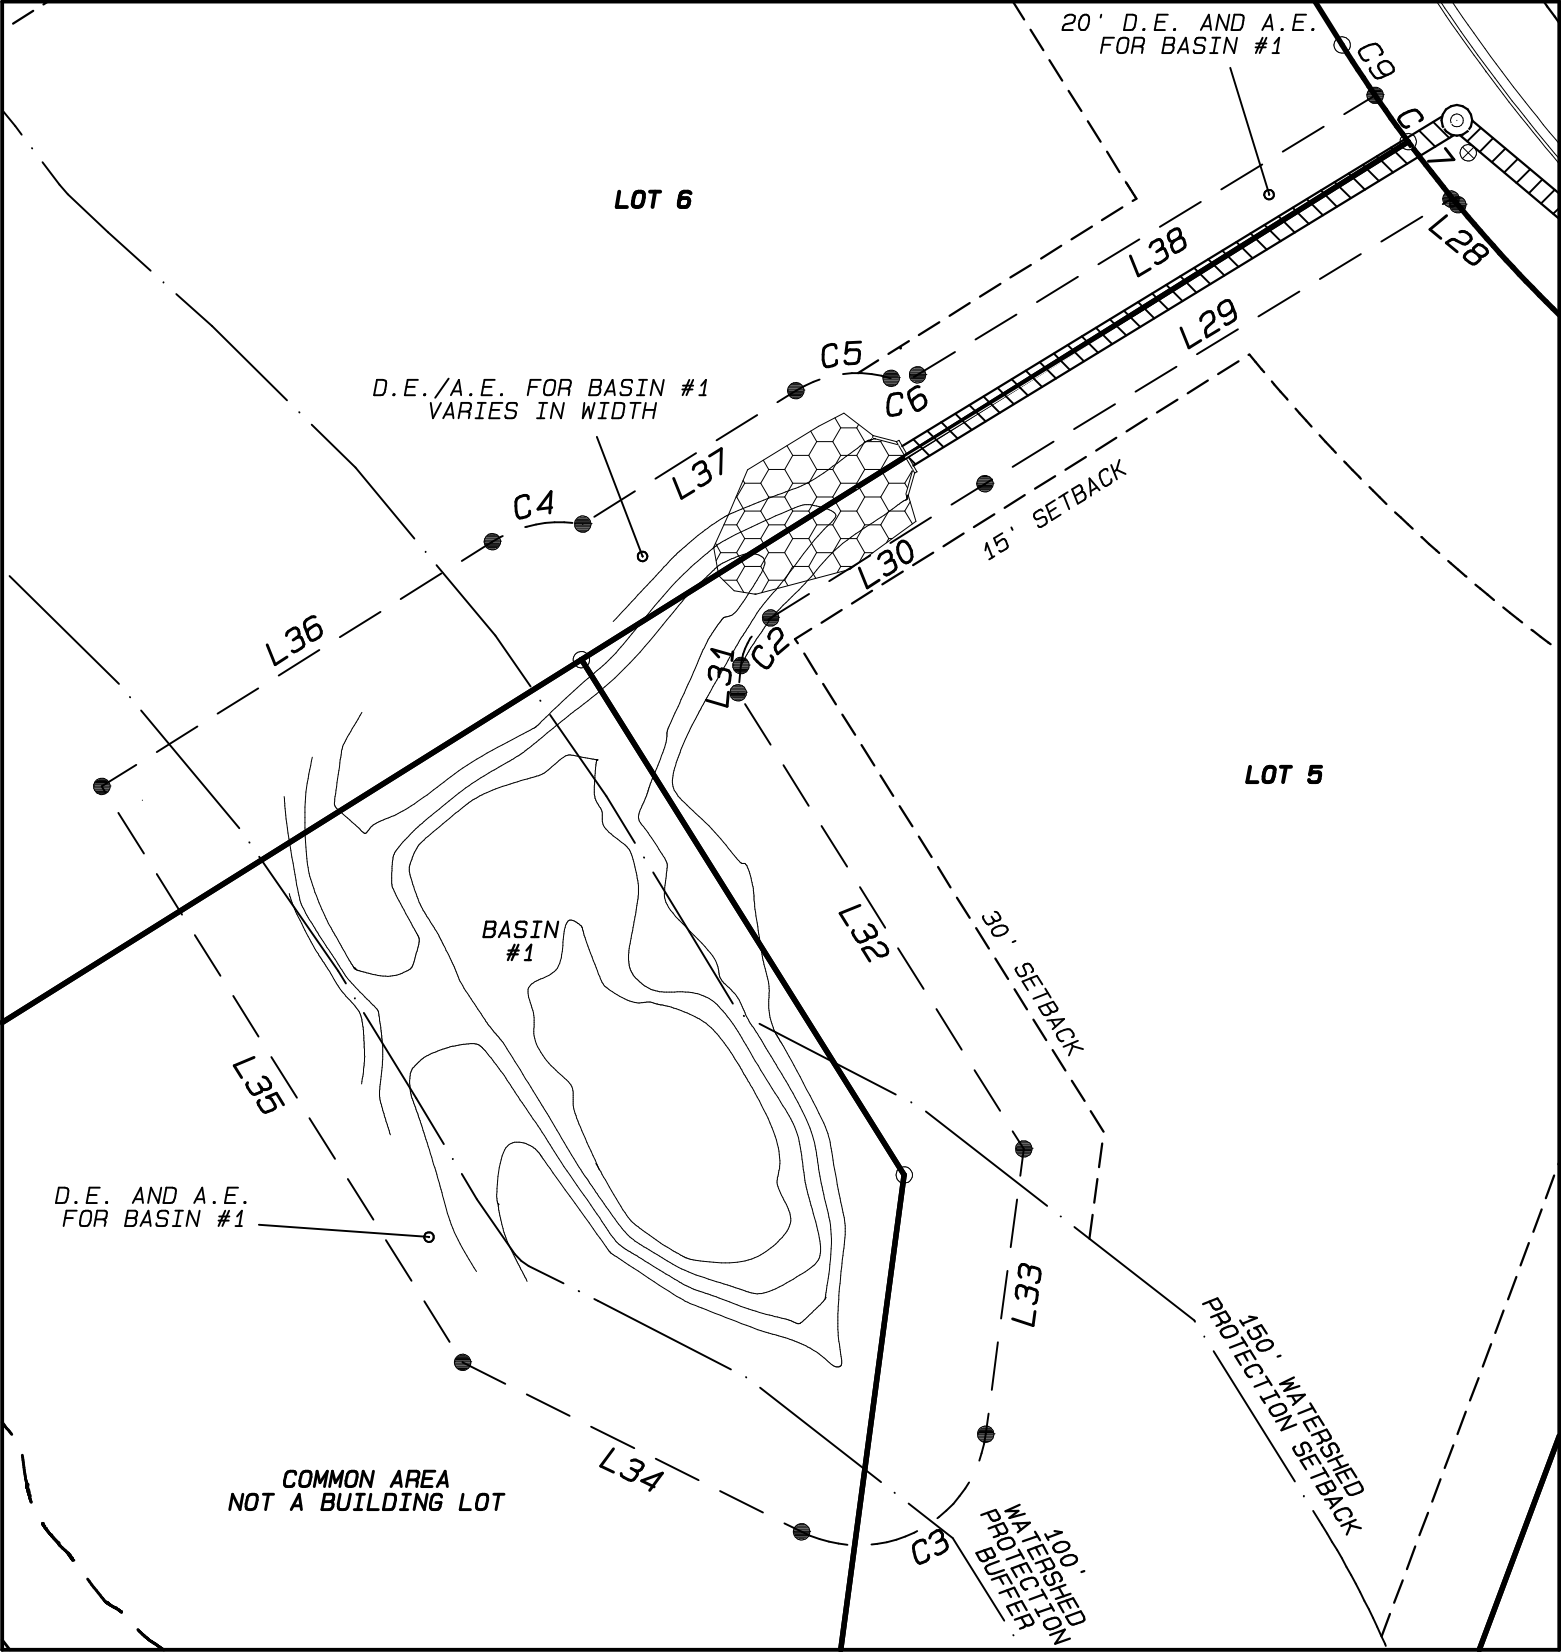 20' D.E. AND A.E.
FOR BASIN #1
C9
C7
LOT 6
L38
L28
L29
C5
D.E./A.E. FOR BASIN #1
VARIES IN WIDTH
C6
L37
C4
15' SETBACK
L30
L36
C2
L31
LOT 5
L32
BASIN
#1
30' SETBACK
L35
D.E. AND A.E.
FOR BASIN #1
L33
150' WATERSHED
PROTECTION SETBACK
L34
COMMON AREA
NOT A BUILDING LOT
C3
100'
WATERSHED
PROTECTION
BUFFER